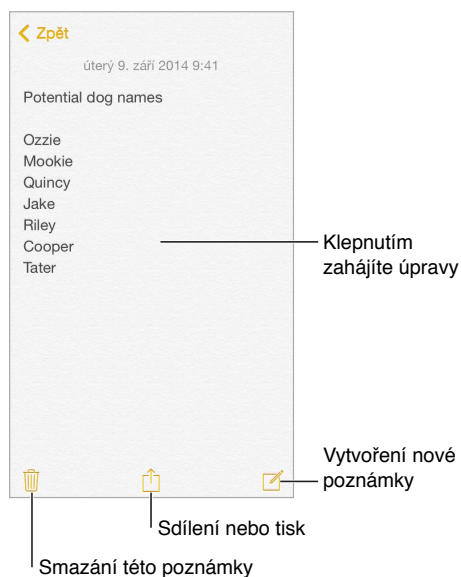 Zpět
úterý 9. září 2014 9:41
Potential dog names
Ozzie
Mookie
Quincy
Jake
Riley
Cooper
Tater
Klepnutím
zahájíte úpravy
Vytvoření nové
poznámky
Sdílení nebo tisk
Smazání této poznámky